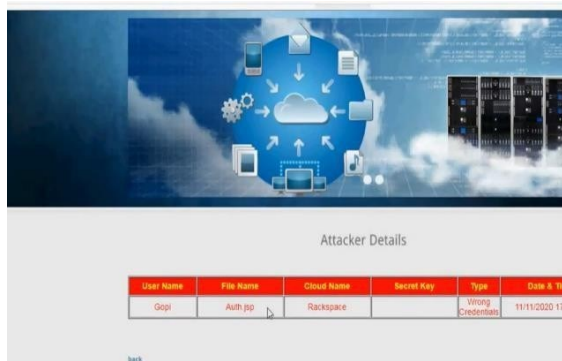 Attacker Details
User Name File Name Cloud Name Secret Key Type Date & Ti
Gopi Auth.jsp Rackspace Wrong Credentials 11/11/2020 17
back